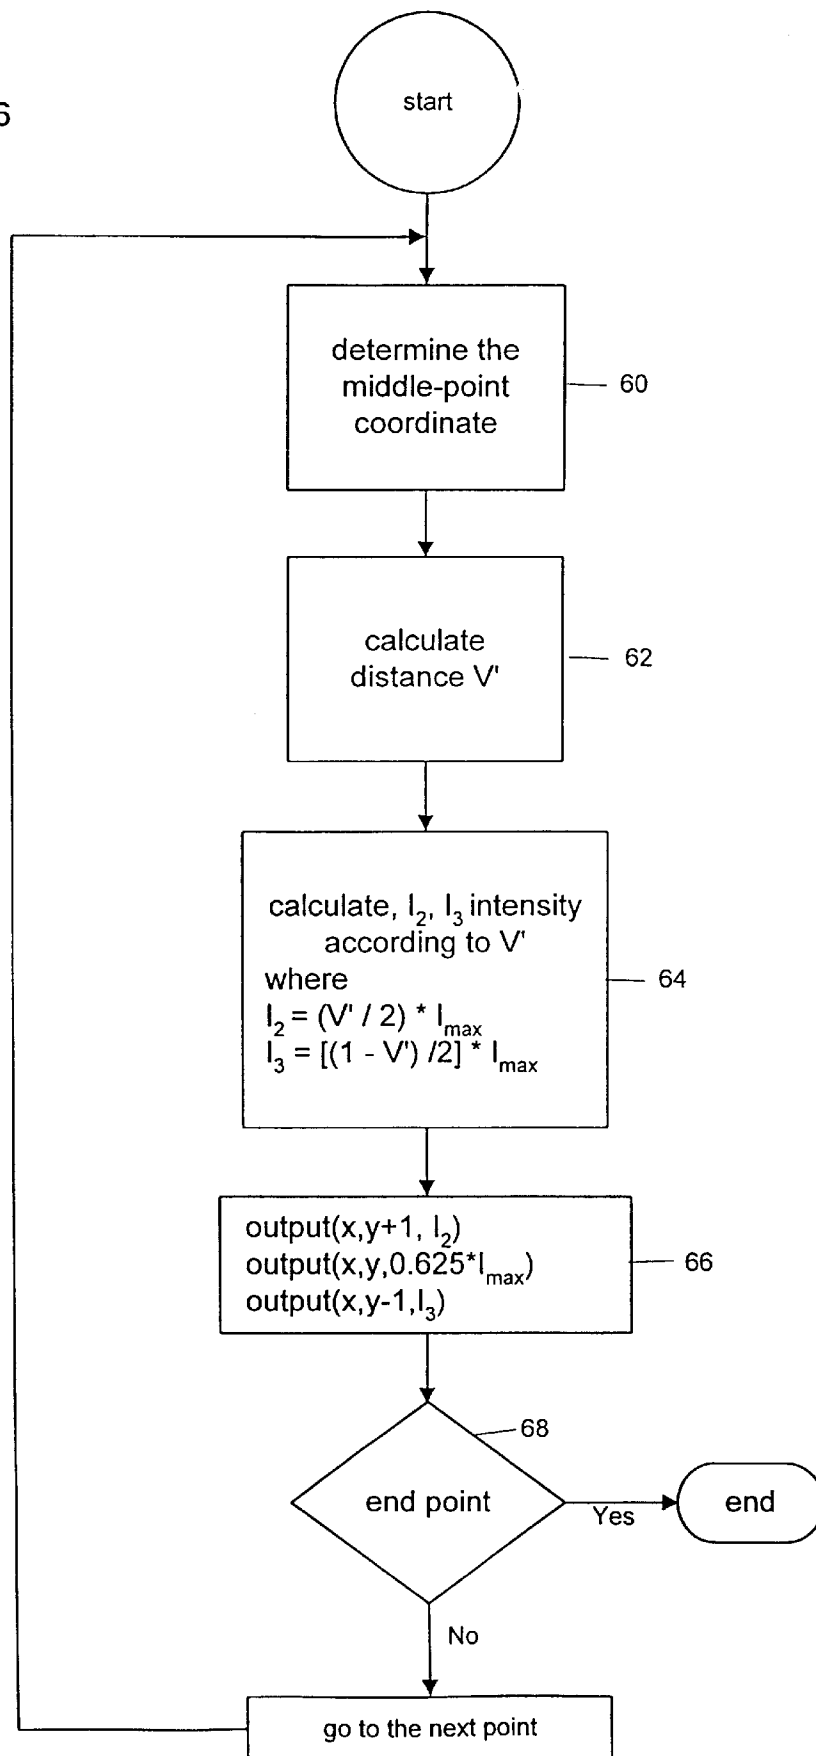 6
start
determine the
middle-point
coordinate
60
calculate
distance V'
62
calculate, I2, I3 intensity
according to V'
where
I2 = (V' / 2) * Imax
I3 = [(1 - V') /2] * Imax
64
output(x,y+1, I2)
output(x,y,0.625*Imax)
output(x,y-1,I3)
66
68
end point
Yes
end
No
go to the next point